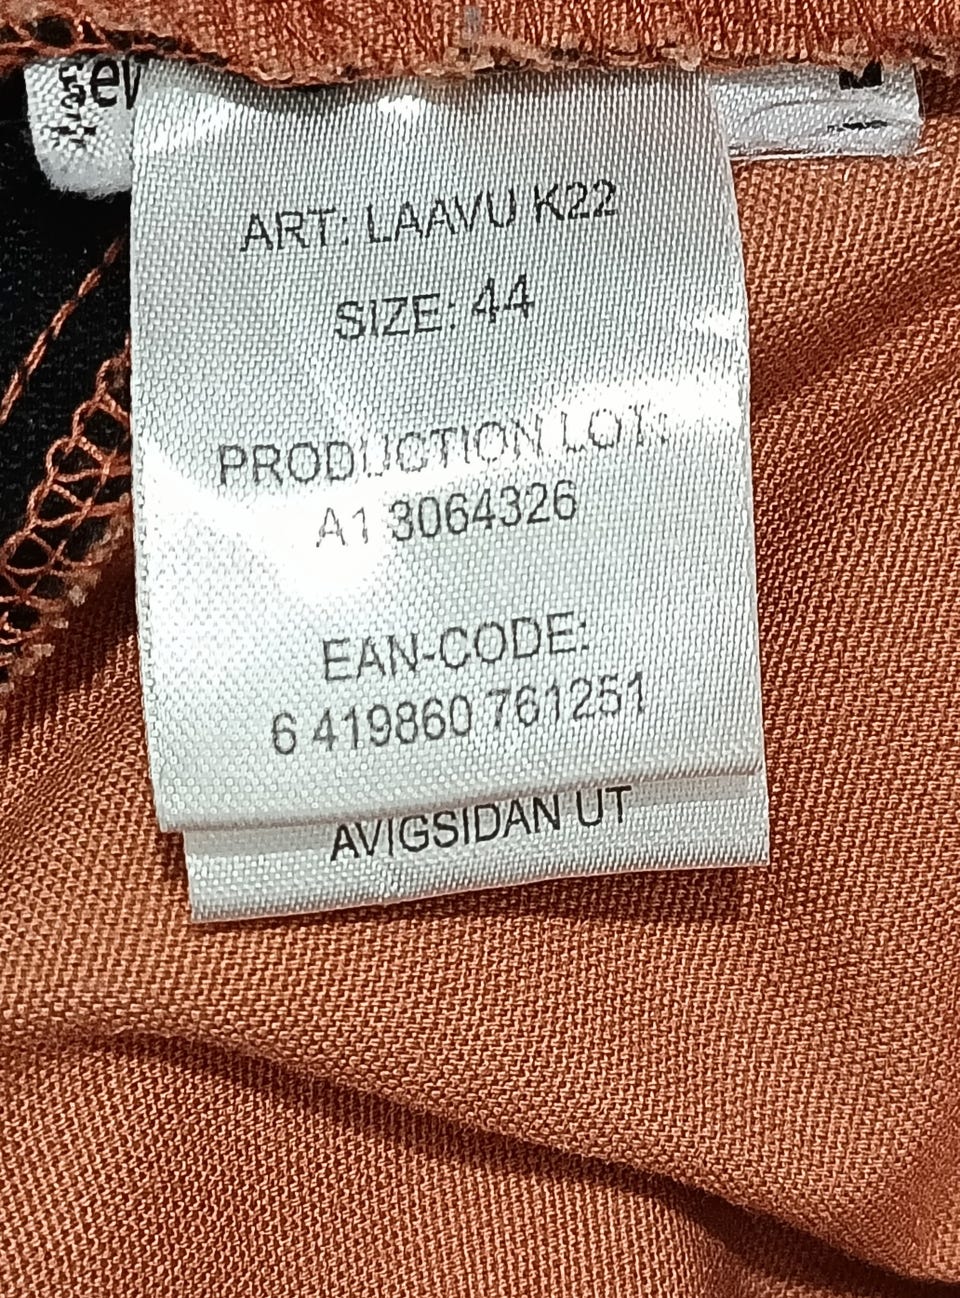 ART: LAAVU K22
SIZE: 44
PRODUCTION LOT:
A1 3064326
EAN-CODE:
6 419860 761251
AVIGSIDAN UT